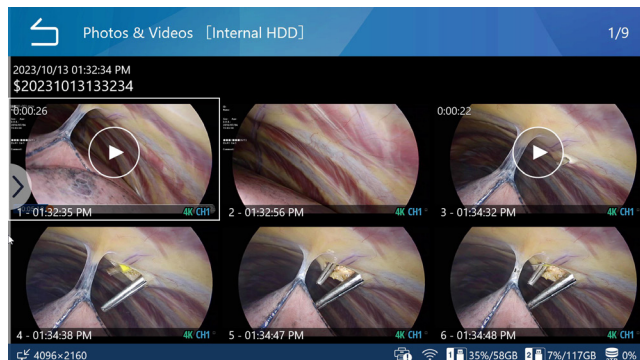 Photos & Videos [Internal HDD] 1/9
2023/10/13 01:32:34 PM
$20231013133234
0:00:26
0:00:22
1 - 01:32:35 PM 4K CH1
2 - 01:32:56 PM 4K CH1
3 - 01:34:32 PM 4K CH1
4 - 01:34:38 PM 4K CH1
5 - 01:34:47 PM 4K CH1
6 - 01:34:48 PM 4K CH1
4096×2160 1 35%/58GB 2 7%/117GB 0%